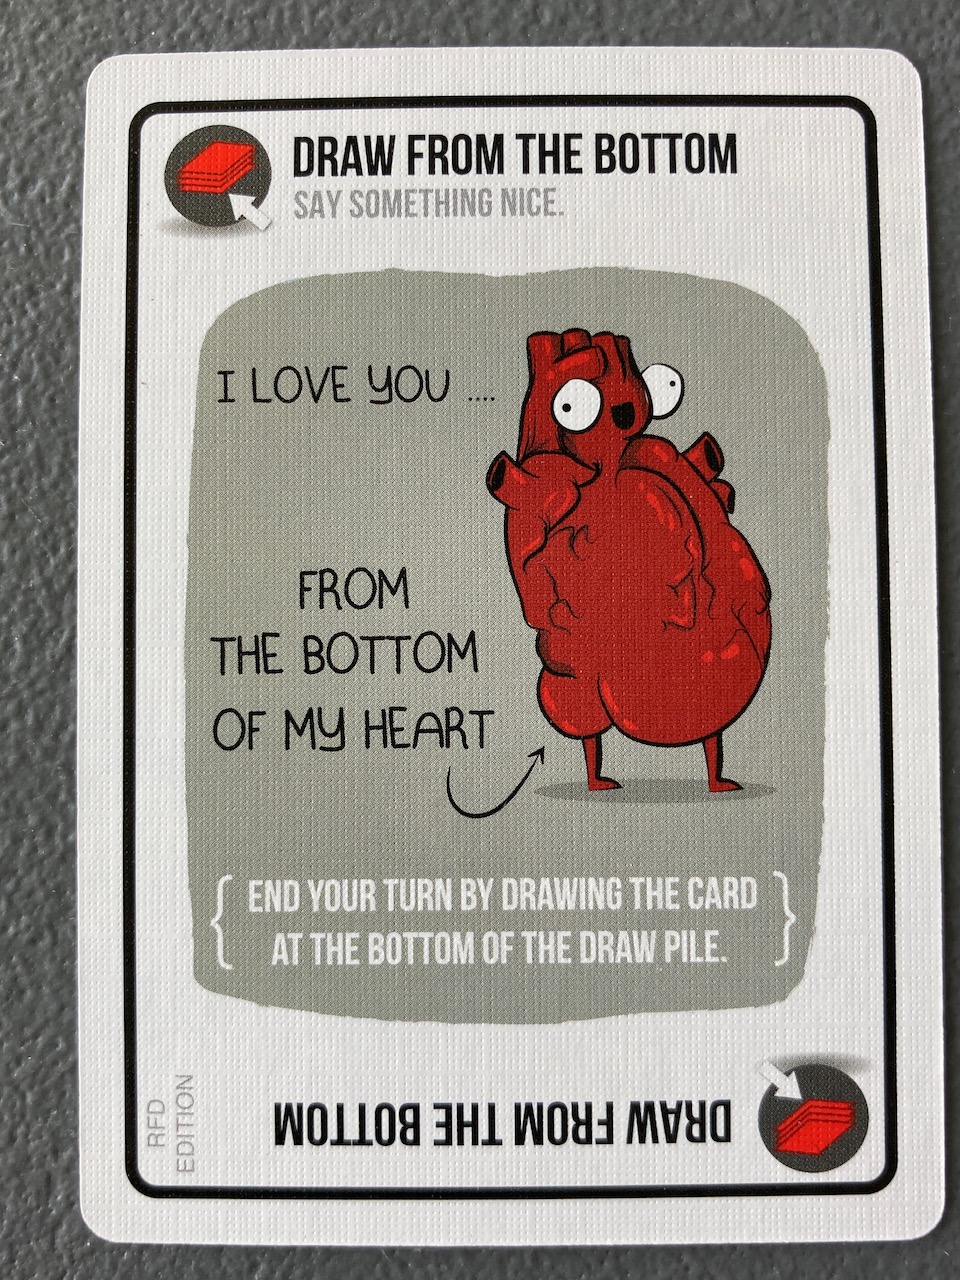 DRAW FROM THE BOTTOM
SAY SOMETHING NICE.
I LOVE YOU ....
FROM
THE BOTTOM
OF MY HEART
{ END YOUR TURN BY DRAWING THE CARD
AT THE BOTTOM OF THE DRAW PILE. }
RFD
EDITION
DRAW FROM THE BOTTOM